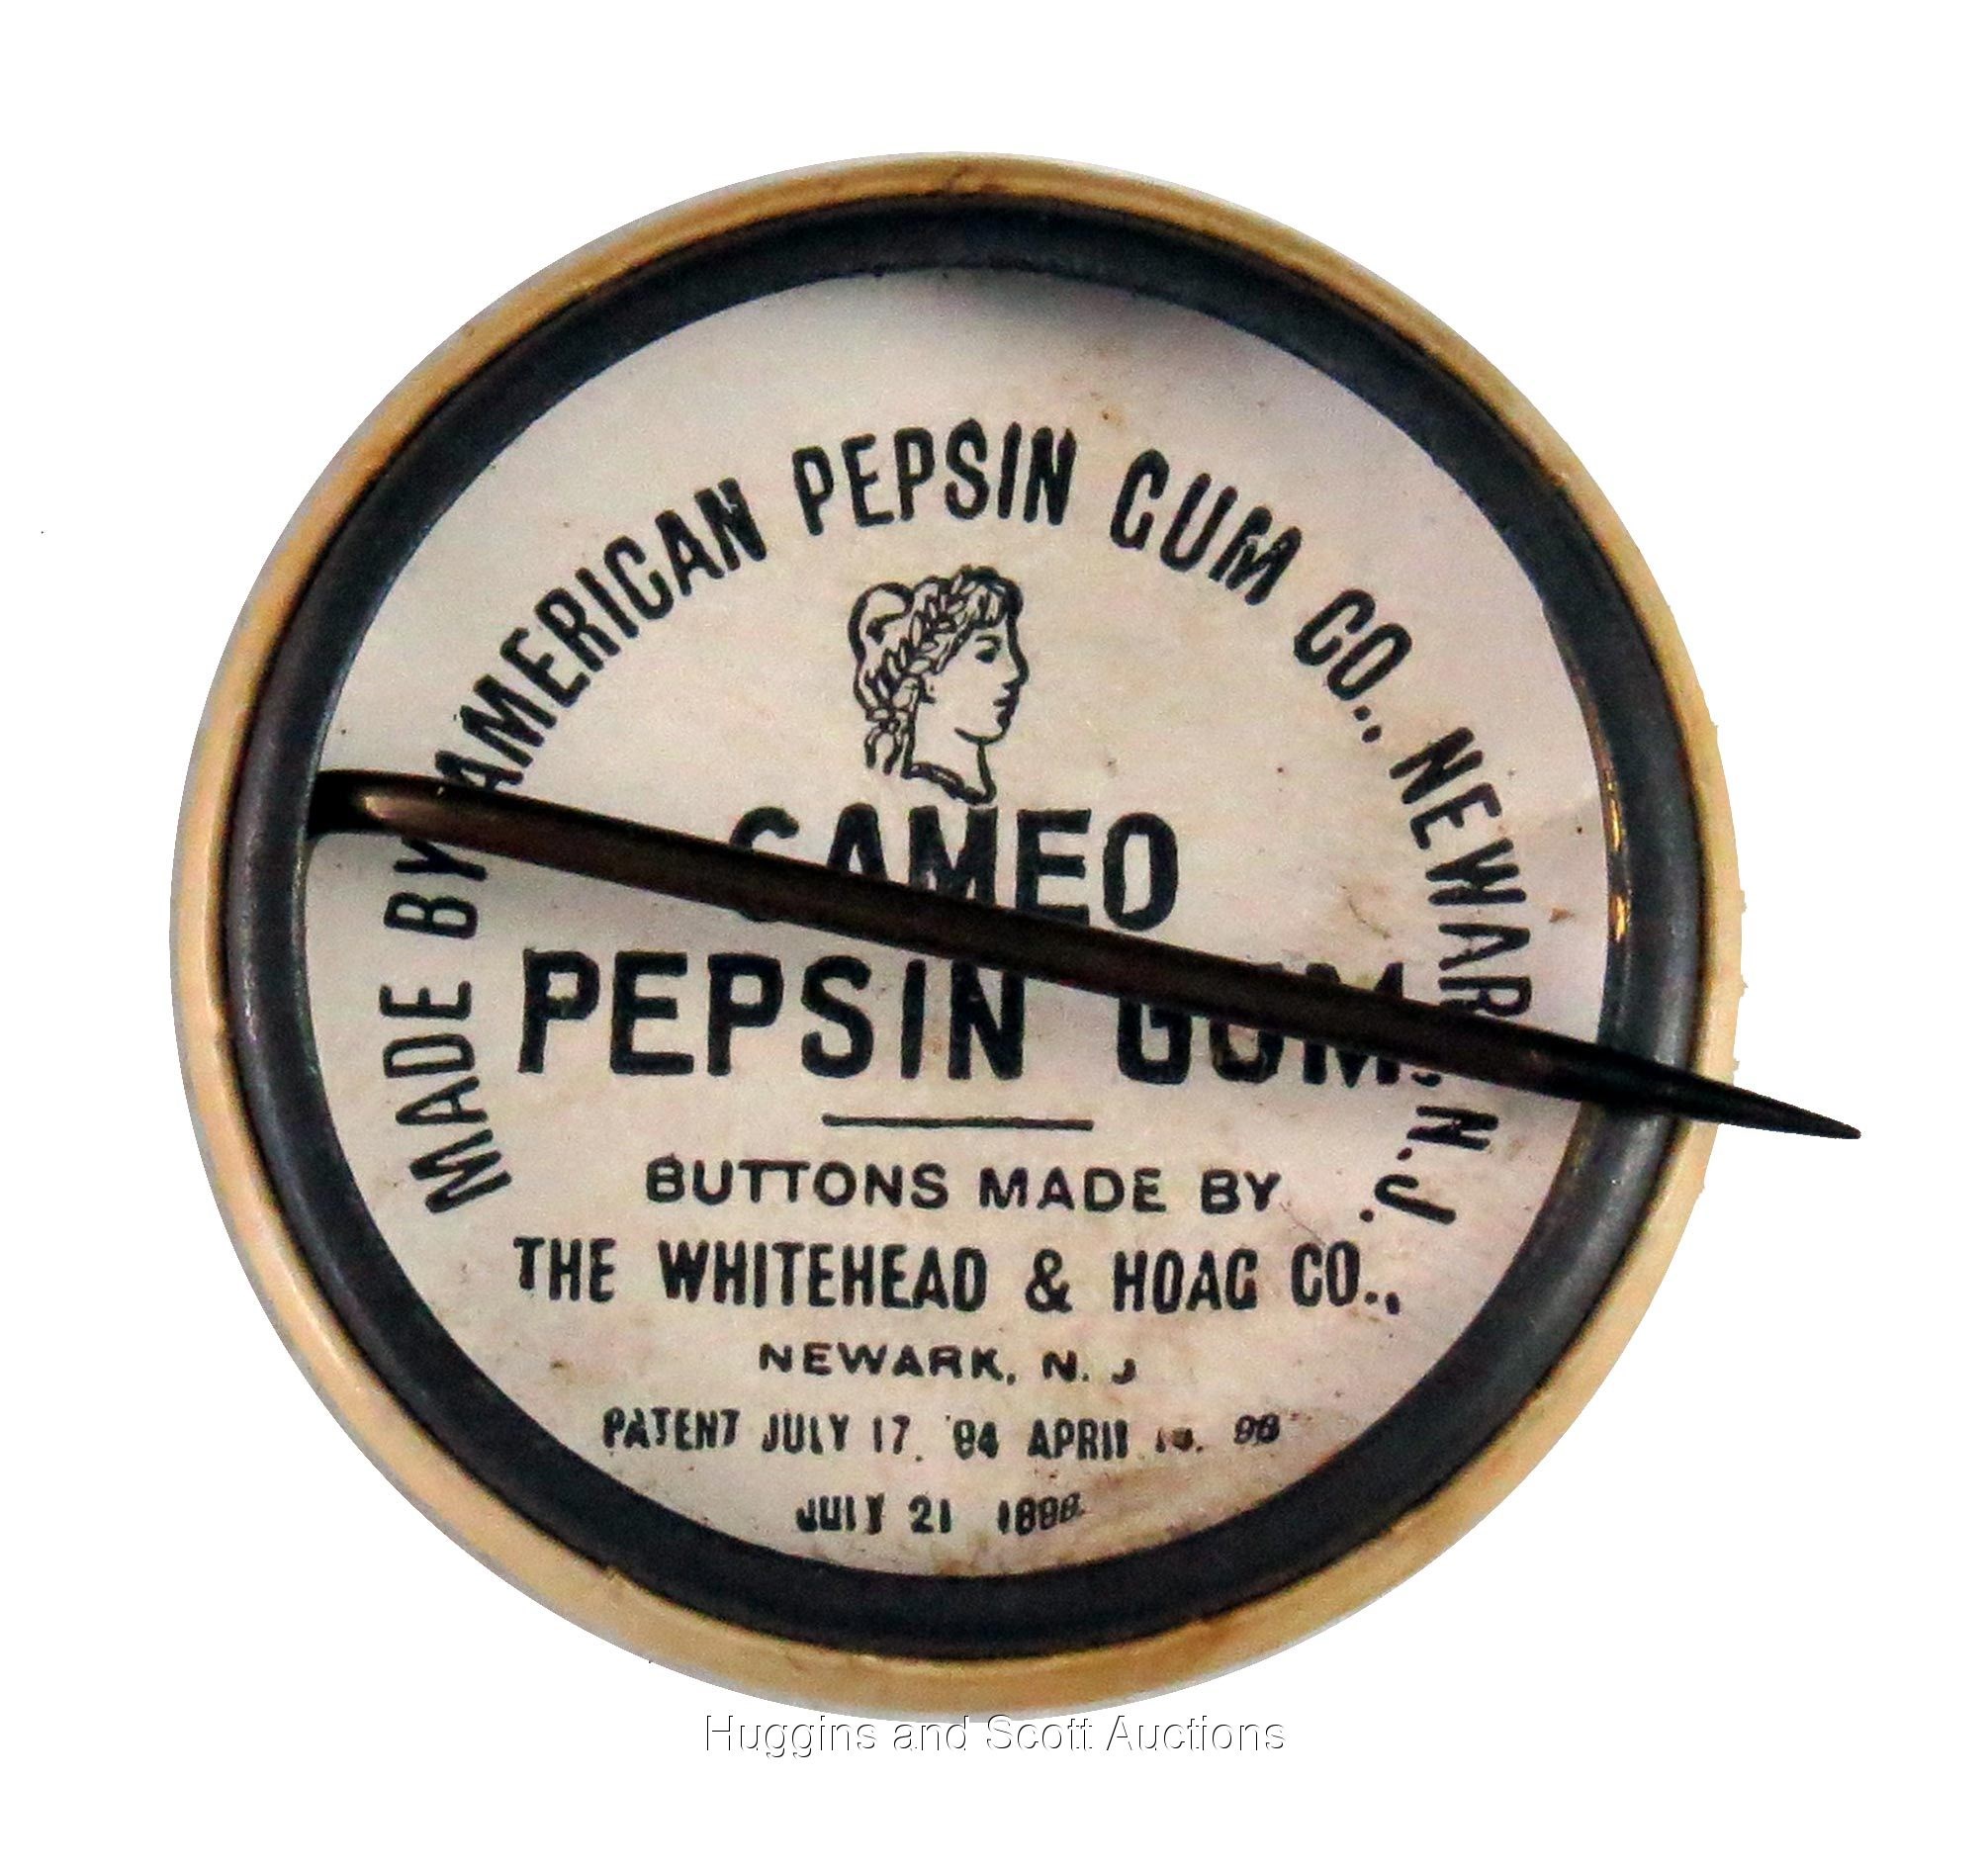 MADE BY AMERICAN PEPSIN GUM CO., NEWARK, N.J.
CAMEO
PEPSIN GUM.
BUTTONS MADE BY
THE WHITEHEAD & HOAG CO.,
NEWARK, N. J
PATENT JULY 17, '94 APRIL
JULY 21
Huggins and Scott Auctions